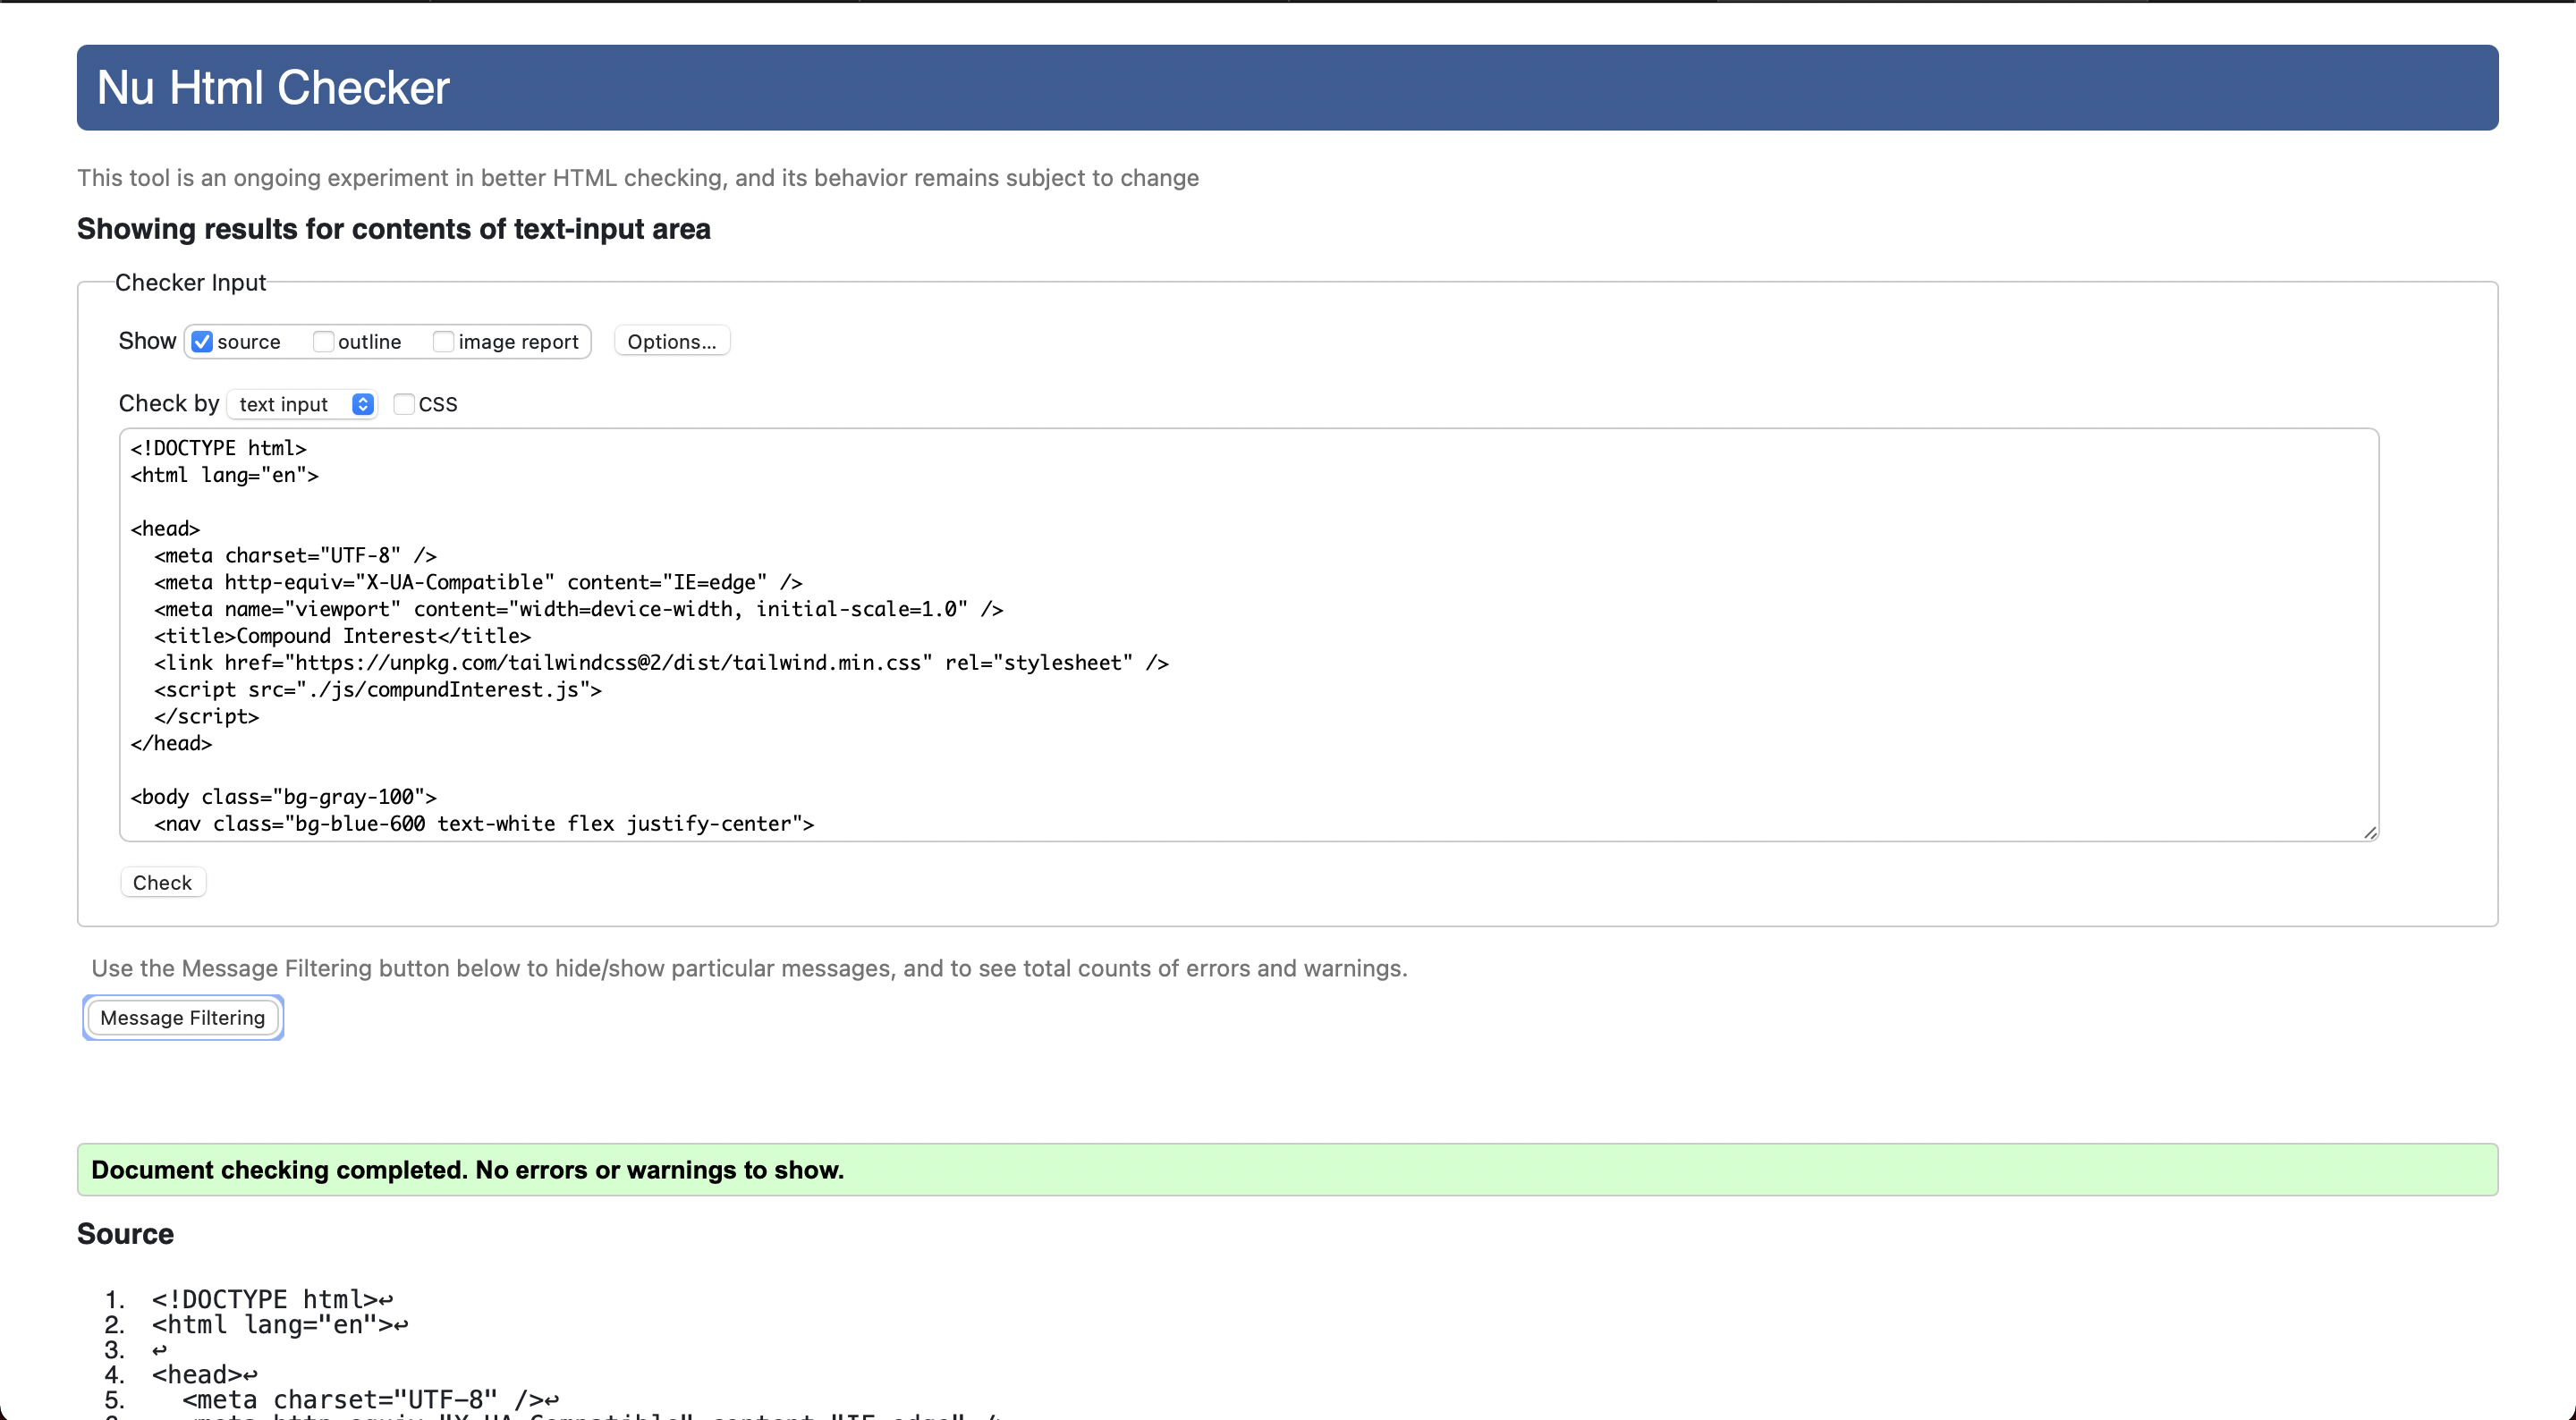 Nu Html Checker
This tool is an ongoing experiment in better HTML checking, and its behavior remains subject to change
Showing results for contents of text-input area
Checker Input
Show source outline image report Options...
Check by text input CSS
<!DOCTYPE html>
<html lang="en">
<head>
<meta charset="UTF-8" />
<meta http-equiv="X-UA-Compatible" content="IE=edge" />
<meta name="viewport" content="width=device-width, initial-scale=1.0" />
<title>Compound Interest</title>
<link href="https://unpkg.com/tailwindcss@2/dist/tailwind.min.css" rel="stylesheet" />
<script src="./js/compundInterest.js">
</script>
</head>
<body class="bg-gray-100">
<nav class="bg-blue-600 text-white flex justify-center">
Check
Use the Message Filtering button below to hide/show particular messages, and to see total counts of errors and warnings.
Message Filtering
Document checking completed. No errors or warnings to show.
Source
1. <!DOCTYPE html>↩
2. <html lang="en">↩
3. ↩
4. <head>↩
5. <meta charset="UTF-8" />↩